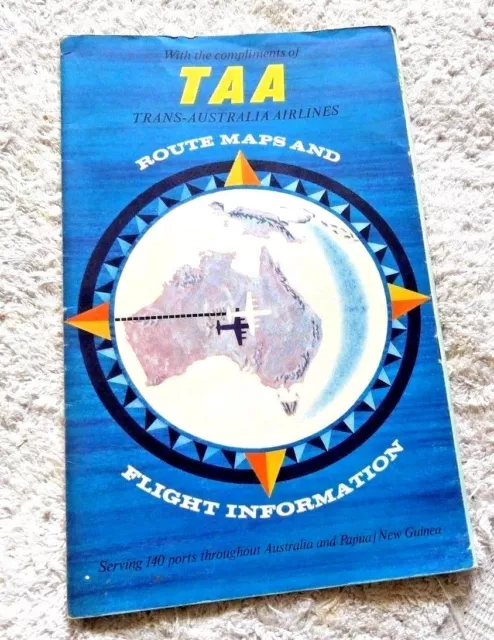 With the compliments of
TAA
TRANS-AUSTRALIA AIRLINES
ROUTE MAPS AND
FLIGHT INFORMATION
Serving 140 ports throughout Australia and Papua/New Guinea